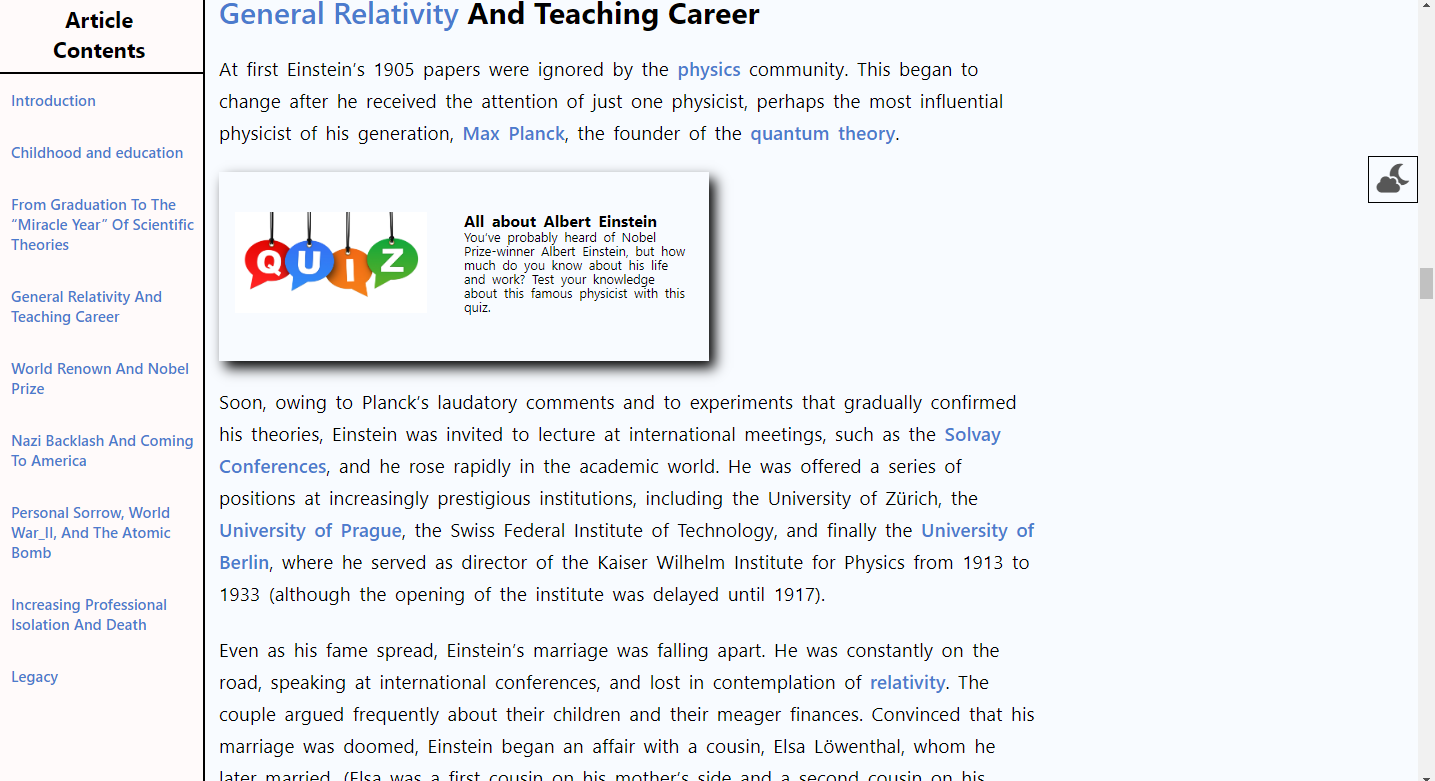 Article
Contents
Introduction
Childhood and education
From Graduation To The
“Miracle Year” Of Scientific
Theories
General Relativity And
Teaching Career
World Renown And Nobel
Prize
Nazi Backlash And Coming
To America
Personal Sorrow, World
War_II, And The Atomic
Bomb
Increasing Professional
Isolation And Death
Legacy
General Relativity And Teaching Career
At first Einstein’s 1905 papers were ignored by the physics community. This began to
change after he received the attention of just one physicist, perhaps the most influential
physicist of his generation, Max Planck, the founder of the quantum theory.
QUIZ
All about Albert Einstein
You’ve probably heard of Nobel
Prize-winner Albert Einstein, but how
much do you know about his life
and work? Test your knowledge
about this famous physicist with this
quiz.
Soon, owing to Planck’s laudatory comments and to experiments that gradually confirmed
his theories, Einstein was invited to lecture at international meetings, such as the Solvay
Conferences, and he rose rapidly in the academic world. He was offered a series of
positions at increasingly prestigious institutions, including the University of Zürich, the
University of Prague, the Swiss Federal Institute of Technology, and finally the University of
Berlin, where he served as director of the Kaiser Wilhelm Institute for Physics from 1913 to
1933 (although the opening of the institute was delayed until 1917).
Even as his fame spread, Einstein’s marriage was falling apart. He was constantly on the
road, speaking at international conferences, and lost in contemplation of relativity. The
couple argued frequently about their children and their meager finances. Convinced that his
marriage was doomed, Einstein began an affair with a cousin, Elsa Löwenthal, whom he
later married. (Elsa was a first cousin on his mother’s side and a second cousin on his